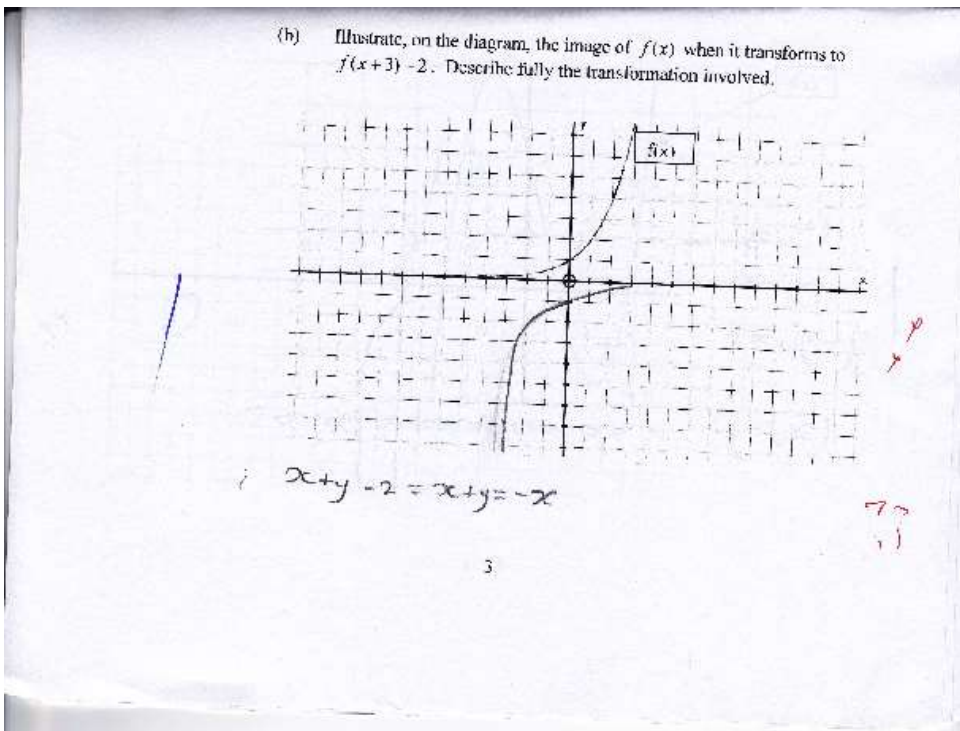 (b) Illustrate, on the diagram, the image of f(x) when it transforms to
f(x+3) -2. Describe fully the transformation involved.
y
f(x)
x
x+y -2 = x+y= -x
3